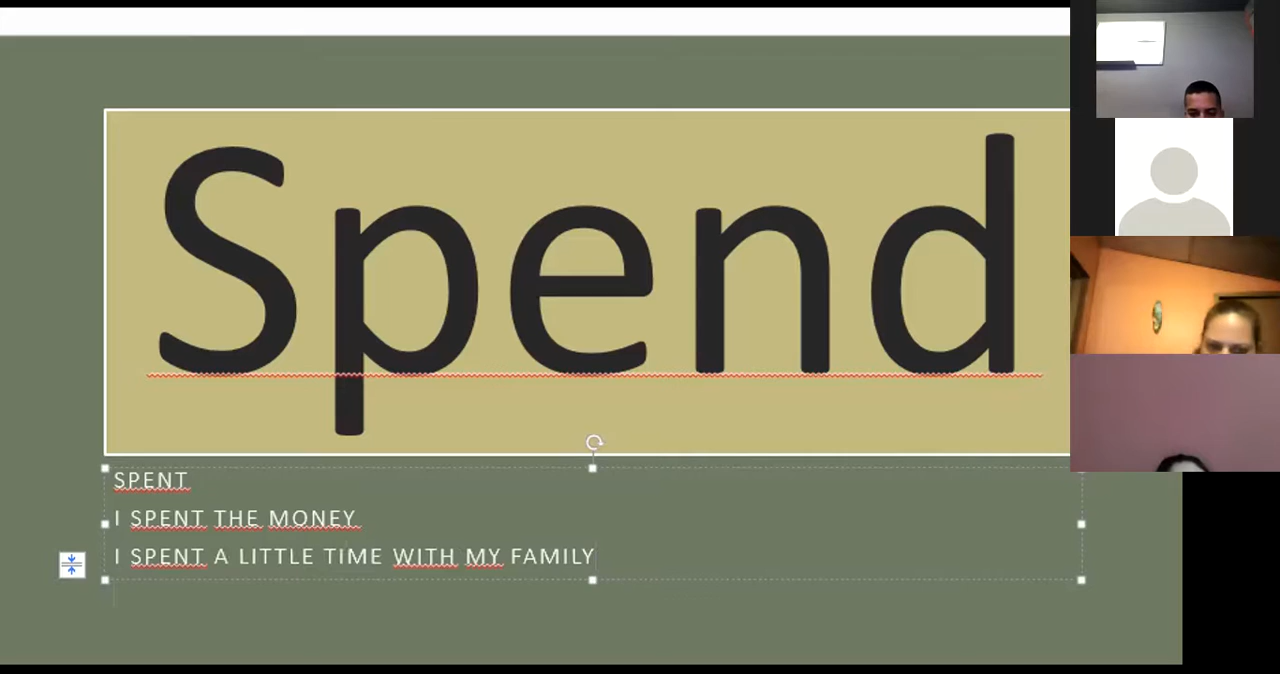 Spend
SPENT
I SPENT THE MONEY
I SPENT A LITTLE TIME WITH MY FAMILY